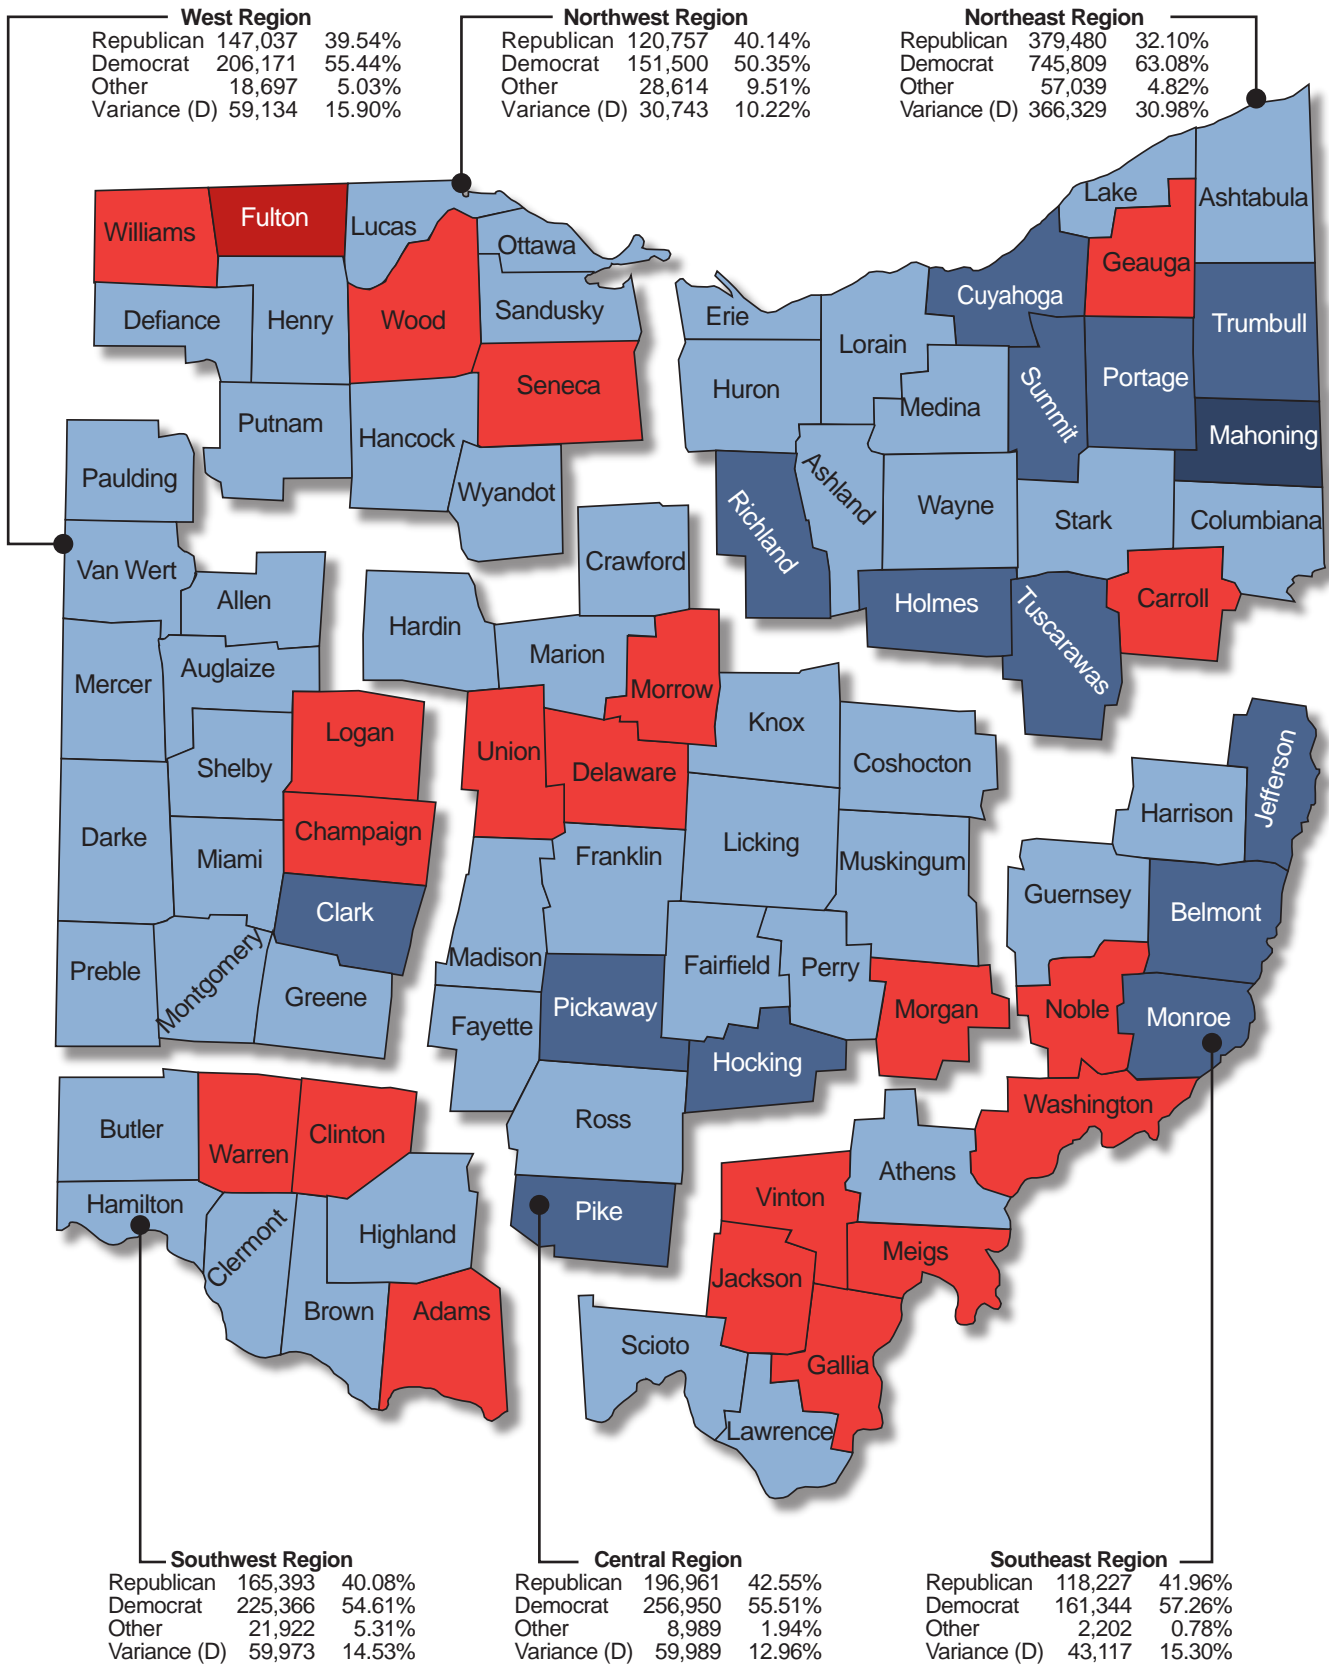 West Region
Republican 147,037 39.54%
Democrat 206,171 55.44%
Other 18,697 5.03%
Variance (D) 59,134 15.90%
Northwest Region
Republican 120,757 40.14%
Democrat 151,500 50.35%
Other 28,614 9.51%
Variance (D) 30,743 10.22%
Northeast Region
Republican 379,480 32.10%
Democrat 745,809 63.08%
Other 57,039 4.82%
Variance (D) 366,329 30.98%
Williams
Fulton
Lucas
Ottawa
Defiance
Henry
Wood
Sandusky
Seneca
Putnam
Hancock
Wyandot
Lake
Ashtabula
Geauga
Cuyahoga
Erie
Lorain
Trumbull
Huron
Medina
Summit
Portage
Mahoning
Richland
Ashland
Wayne
Stark
Columbiana
Holmes
Tuscarawas
Carroll
Paulding
Van Wert
Allen
Mercer
Auglaize
Logan
Shelby
Darke
Miami
Champaign
Clark
Preble
Montgomery
Greene
Crawford
Hardin
Marion
Morrow
Union
Delaware
Knox
Coshocton
Franklin
Licking
Muskingum
Madison
Fairfield
Perry
Fayette
Pickaway
Hocking
Morgan
Ross
Pike
Jefferson
Harrison
Guernsey
Belmont
Noble
Monroe
Washington
Athens
Vinton
Meigs
Jackson
Gallia
Scioto
Lawrence
Butler
Warren
Clinton
Hamilton
Clermont
Highland
Brown
Adams
Southwest Region
Republican 165,393 40.08%
Democrat 225,366 54.61%
Other 21,922 5.31%
Variance (D) 59,973 14.53%
Central Region
Republican 196,961 42.55%
Democrat 256,950 55.51%
Other 8,989 1.94%
Variance (D) 59,989 12.96%
Southeast Region
Republican 118,227 41.96%
Democrat 161,344 57.26%
Other 2,202 0.78%
Variance (D) 43,117 15.30%